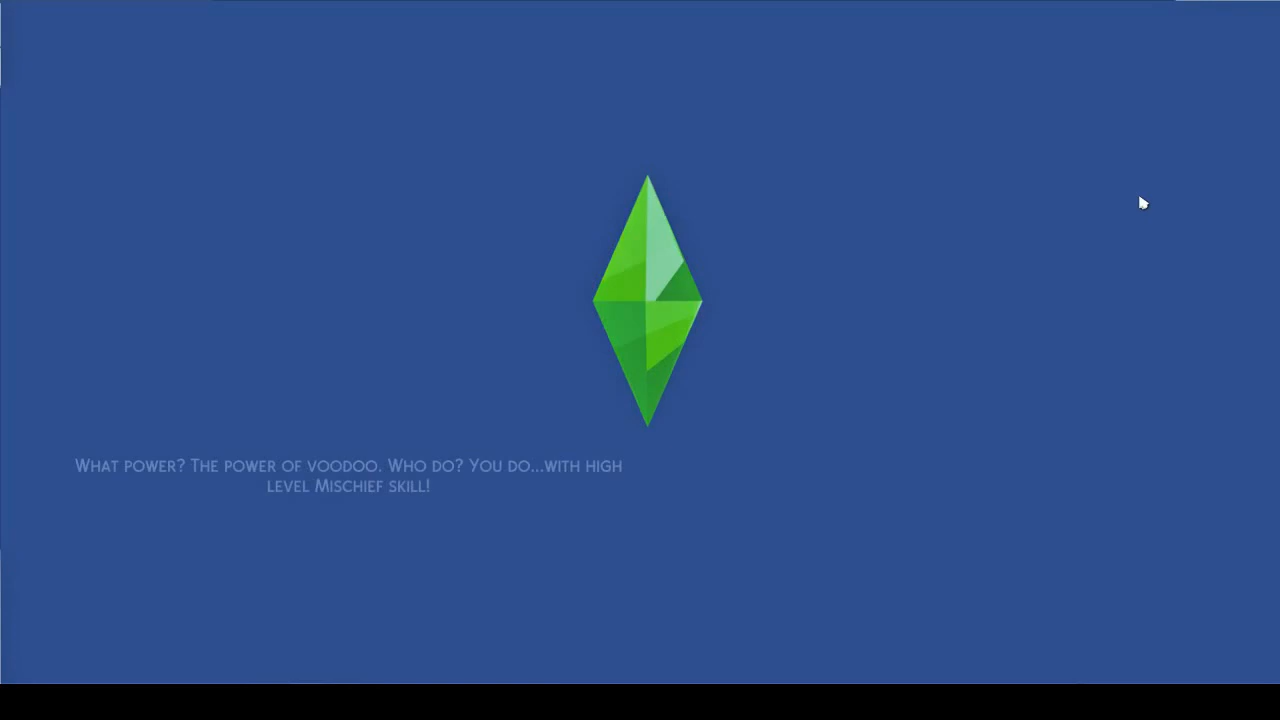 What power? The power of voodoo. Who do? You do...with high
level Mischief skill!